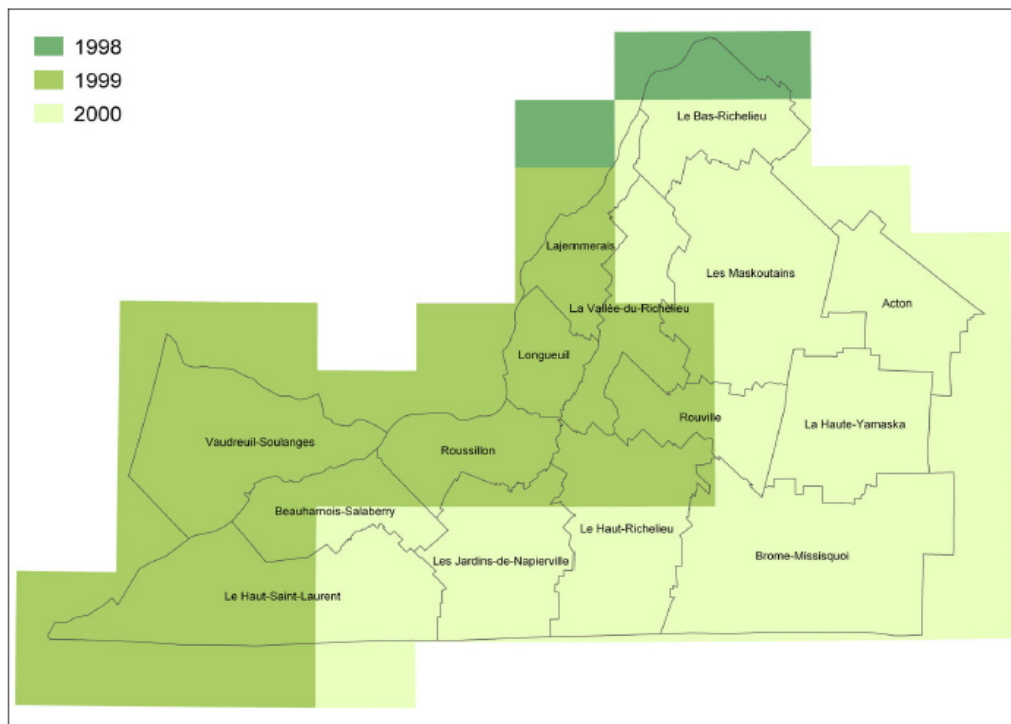 1998
1999
2000
Le Bas-Richelieu
Lajemmerais
Les Maskoutains
Acton
La Vallée-du-Richelieu
Longueuil
Rouville
La Haute-Yamaska
Vaudreuil-Soulanges
Roussillon
Beauharnois-Salaberry
Le Haut-Richelieu
Les Jardins-de-Napierville
Brome-Missisquoi
Le Haut-Saint-Laurent